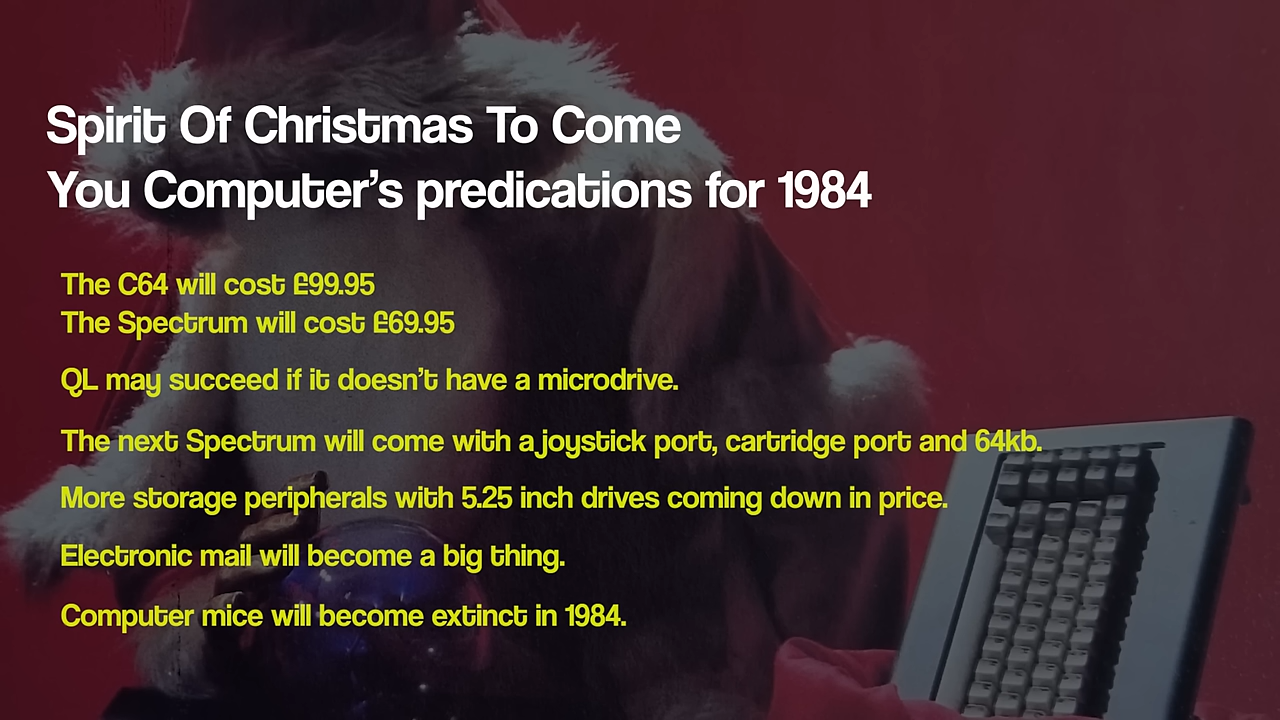 Spirit Of Christmas To Come
You Computer’s predications for 1984
The C64 will cost £99.95
The Spectrum will cost £69.95
QL may succeed if it doesn’t have a microdrive.
The next Spectrum will come with a joystick port, cartridge port and 64kb.
More storage peripherals with 5.25 inch drives coming down in price.
Electronic mail will become a big thing.
Computer mice will become extinct in 1984.